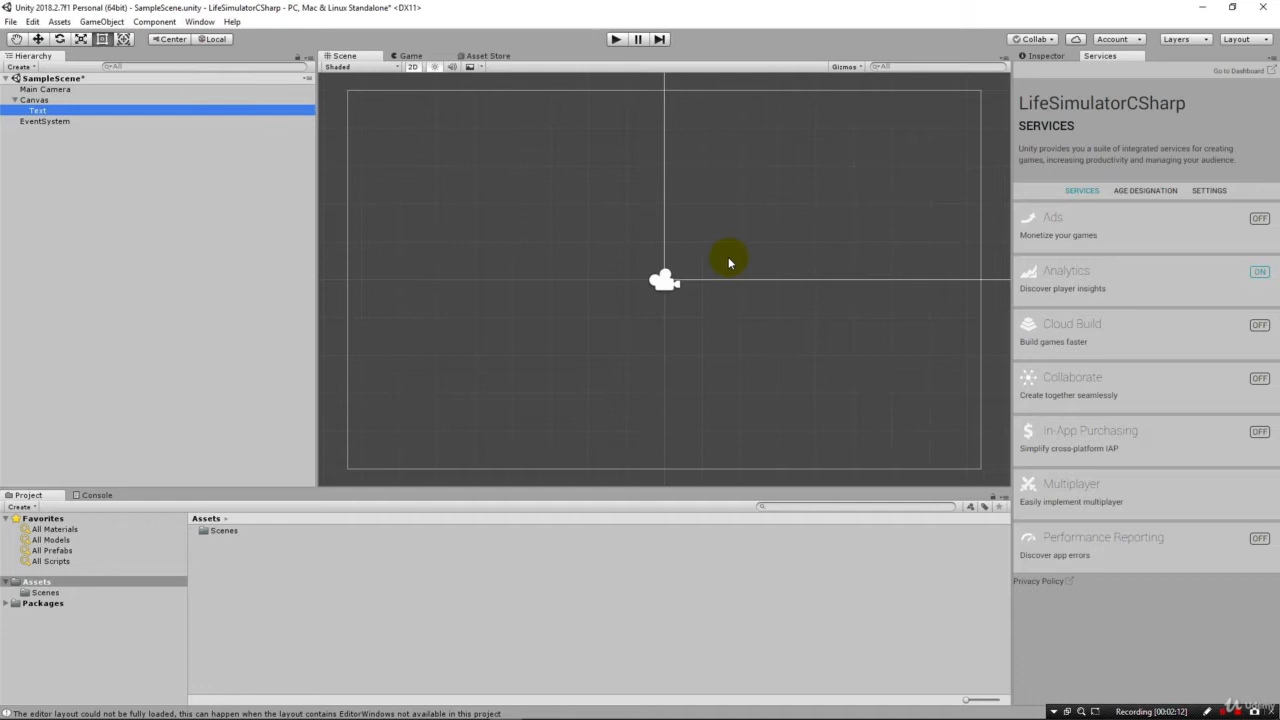 Unity 2018.2.7f1 Personal (64bit) - SampleScene.unity - LifeSimulatorCSharp - PC, Mac & Linux Standalone* <DX11>
File Edit Assets GameObject Component Window Help
Center Local Collab Account Layers Layout
Hierarchy Scene Game Asset Store Inspector Services
Create All Shaded 2D Gizmos All
Go to Dashboard
SampleScene*
Main Camera
Canvas
Text
EventSystem
LifeSimulatorCSharp
SERVICES
Unity provides you a suite of integrated services for creating
games, increasing productivity and managing your audience.
SERVICES AGE DESIGNATION SETTINGS
Ads OFF
Monetize your games
Analytics ON
Discover player insights
Cloud Build OFF
Build games faster
Collaborate OFF
Create together seamlessly
In-App Purchasing OFF
Simplify cross-platform IAP
Multiplayer
Easily implement multiplayer
Performance Reporting OFF
Discover app errors
Privacy Policy
Project Console
Create
Favorites
All Materials
All Models
All Prefabs
All Scripts
Assets
Scenes
Packages
Assets
Scenes
The editor layout could not be fully loaded, this can happen when the layout contains EditorWindows not available in this project
Recording [00:02:12]
Udemy